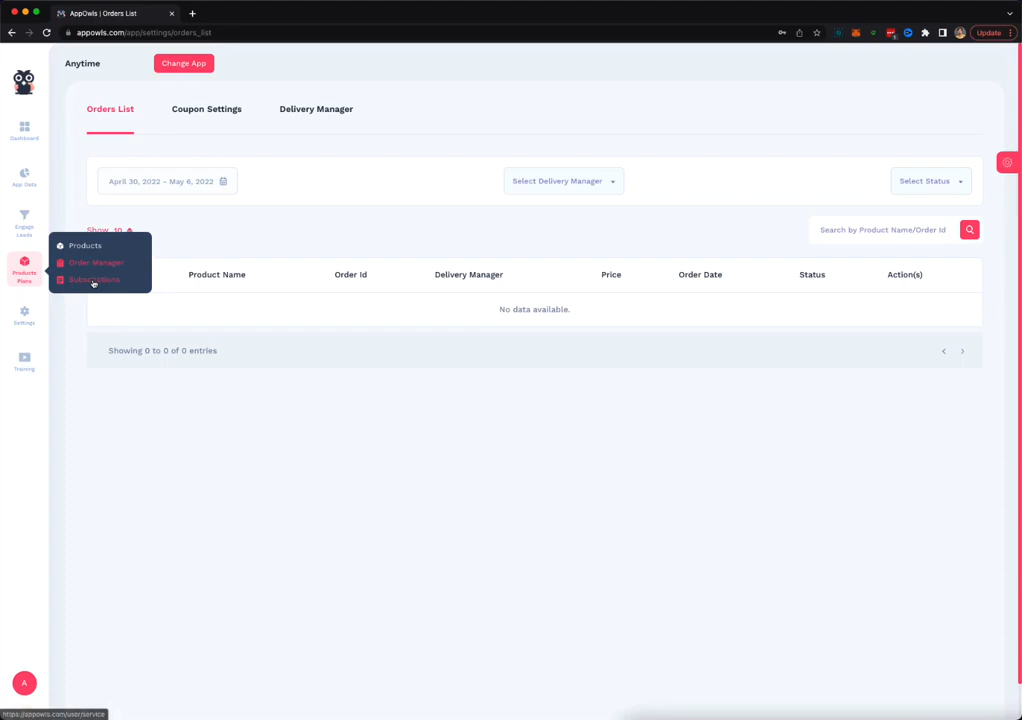 AppOwls | Orders List
appowls.com/app/settings/orders_list
Update
Anytime
Change App
Orders List
Coupon Settings
Delivery Manager
Dashboard
App Data
Engage
Leads
Products
Plans
Settings
Training
April 30, 2022 - May 6, 2022
Select Delivery Manager
Select Status
Show 10
Search by Product Name/Order Id
Products
Order Manager
Subscriptions
Product Name
Order Id
Delivery Manager
Price
Order Date
Status
Action(s)
No data available.
Showing 0 to 0 of 0 entries
A
https://appowls.com/user/service